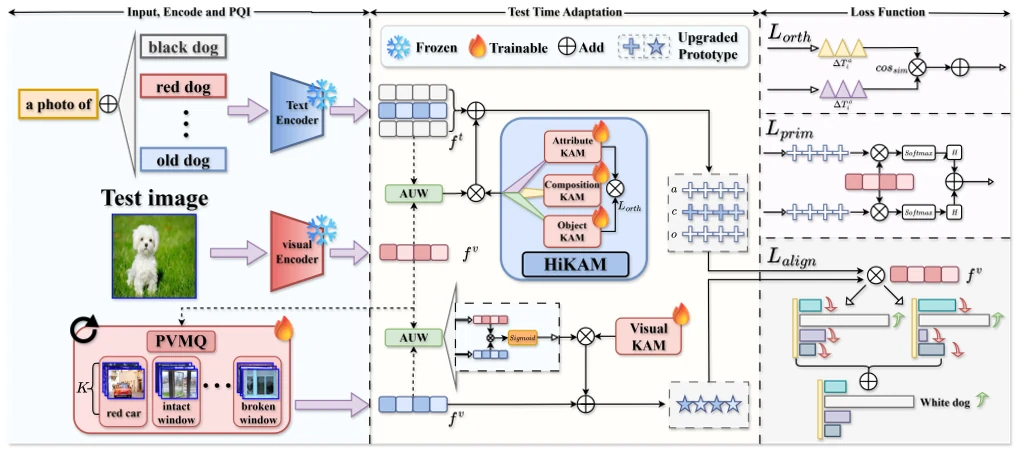 Input, Encode and PQI
Test Time Adaptation
Loss Function
a photo of
black dog
red dog
old dog
Text
Encoder
Test image
visual
Encoder
PVMQ
K
red car
intact
window
broken
window
Frozen
Trainable
Add
Upgraded
Prototype
f^t
AUW
f^v
Attribute
KAM
Composition
KAM
Object
KAM
L_orth
HiKAM
AUW
Sigmoid
Visual
KAM
f^v
a
c
o
L_orth
ΔT_i^a
cos_sim
ΔT_i^o
L_prim
Softmax
H
Softmax
H
L_align
f^v
White dog